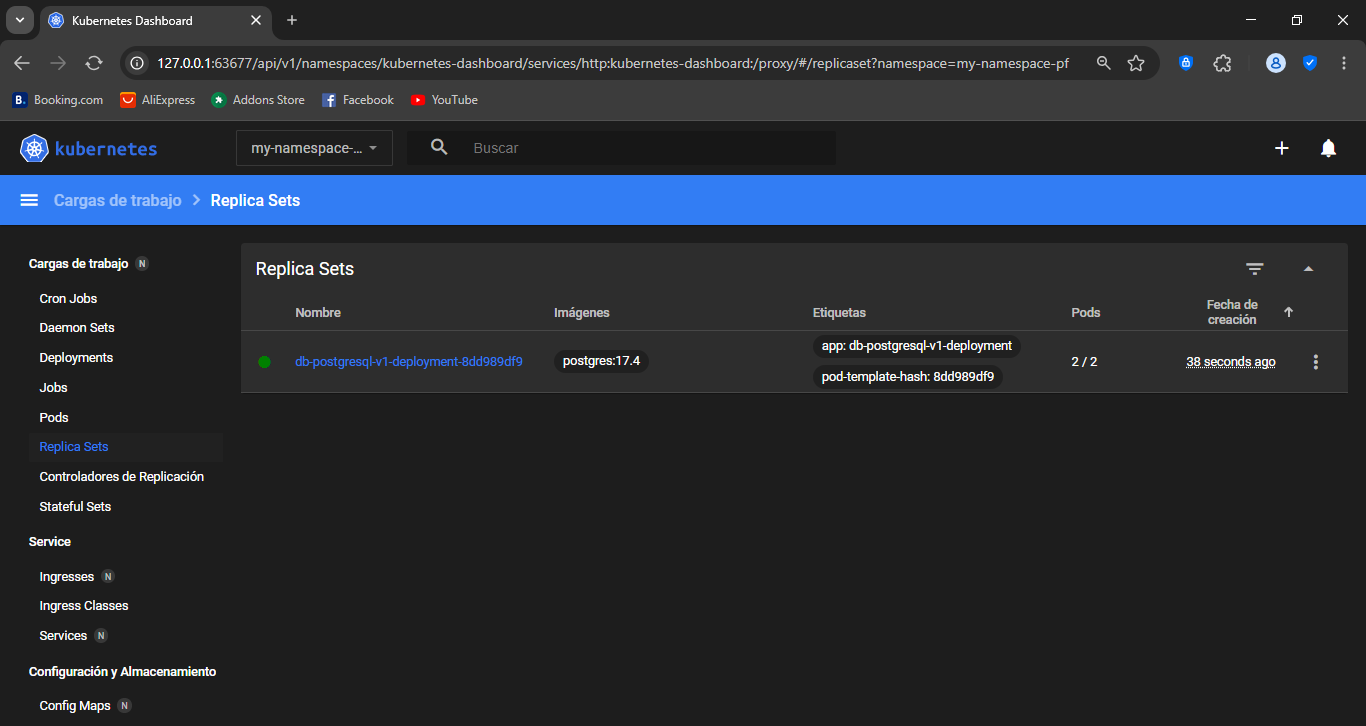 Kubernetes Dashboard
127.0.0.1:63677/api/v1/namespaces/kubernetes-dashboard/services/http:kubernetes-dashboard:/proxy/#/replicaset?namespace=my-namespace-pf
B. Booking.com AliExpress Addons Store Facebook YouTube
kubernetes my-namespace-... Buscar
Cargas de trabajo > Replica Sets
Cargas de trabajo N
Cron Jobs
Daemon Sets
Deployments
Jobs
Pods
Replica Sets
Controladores de Replicación
Stateful Sets
Service
Ingresses N
Ingress Classes
Services N
Configuración y Almacenamiento
Config Maps N
Replica Sets
Nombre Imágenes Etiquetas Pods Fecha de
creación
db-postgresql-v1-deployment-8dd989df9 postgres:17.4 app: db-postgresql-v1-deployment 2 / 2 38 seconds ago
pod-template-hash: 8dd989df9